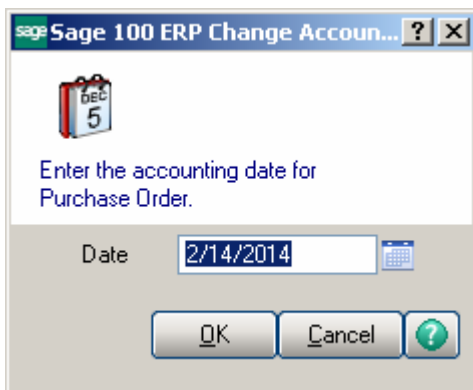 sage Sage 100 ERP Change Accoun... ? X
DEC
5
Enter the accounting date for
Purchase Order.
Date 2/14/2014
OK Cancel ?